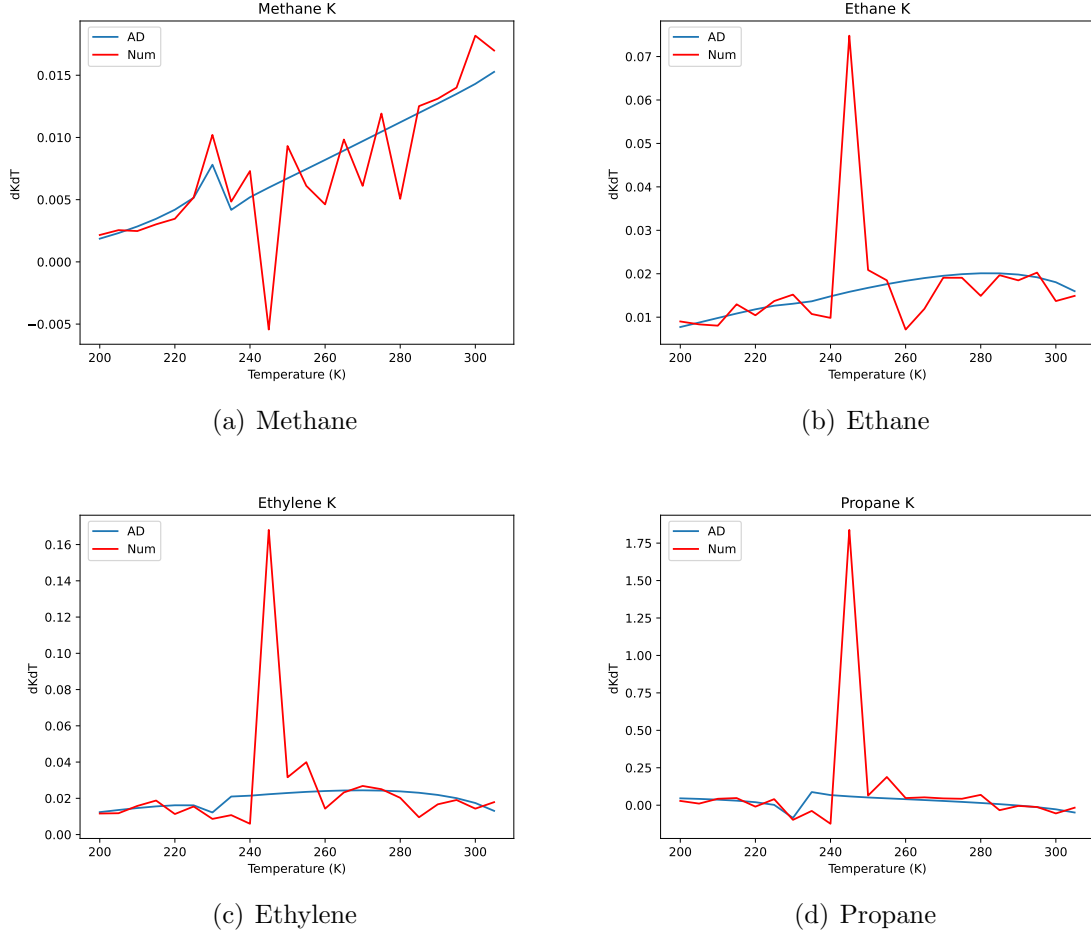 Methane K
AD
Num
0.015
0.010
0.005
0.000
−0.005
dKdT
200 220 240 260 280 300
Temperature (K)
(a) Methane
Ethane K
AD
Num
0.07
0.06
0.05
0.04
0.03
0.02
0.01
dKdT
200 220 240 260 280 300
Temperature (K)
(b) Ethane
Ethylene K
AD
Num
0.16
0.14
0.12
0.10
0.08
0.06
0.04
0.02
0.00
dKdT
200 220 240 260 280 300
Temperature (K)
(c) Ethylene
Propane K
AD
Num
1.75
1.50
1.25
1.00
0.75
0.50
0.25
0.00
dKdT
200 220 240 260 280 300
Temperature (K)
(d) Propane